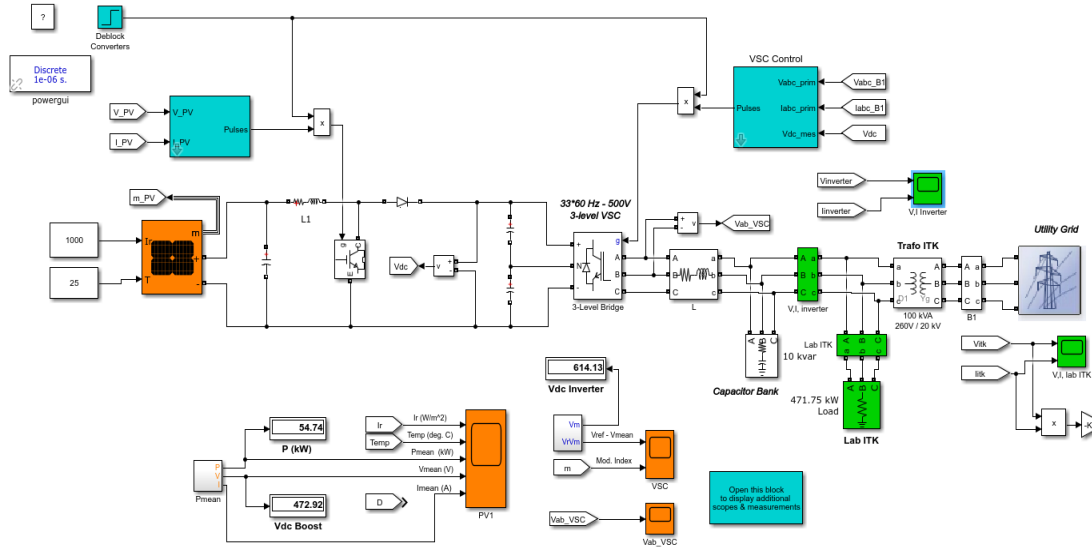 ?
Deblock
Converters
Discrete
1e-06 s.
powergui
V_PV
I_PV
V_PV
I_PV
Pulses
x
x
VSC Control
Vabc_prim
Iabc_prim
Pulses
Vdc_mes
Vabc_B1
Iabc_B1
Vdc
m_PV
1000
25
Ir
T
m
+
-
L1
g
C
E
Vdc
+
-
v
33*60 Hz - 500V
3-level VSC
g
+
N
-
A
B
C
3-Level Bridge
+
-
v
Vab_VSC
A
B
C
a
b
c
L
Vinverter
Iinverter
V,I Inverter
A a
B b
C c
V,I, inverter
A B C
10 kvar
Capacitor Bank
Trafo ITK
a
b
c
A
B
C
D1
Yg
100 kVA
260V / 20 kV
A
B
C
B1
Utility Grid
Lab ITK
A B C
a b c
A B C
471.75 kW
Load
Lab ITK
Vitk
Iitk
V,I, lab ITK
x
-K
614.13
Vdc Inverter
54.74
P (kW)
P
V
I
Pmean
472.92
Vdc Boost
Ir
Temp
D
Ir (W/m^2)
Temp (deg. C)
Pmean (kW)
Vmean (V)
Imean (A)
PV1
Vm
VrVm
m
Vref - Vmean
Mod. Index
VSC
Vab_VSC
Vab_VSC
Open this block
to display additional
scopes & measurements